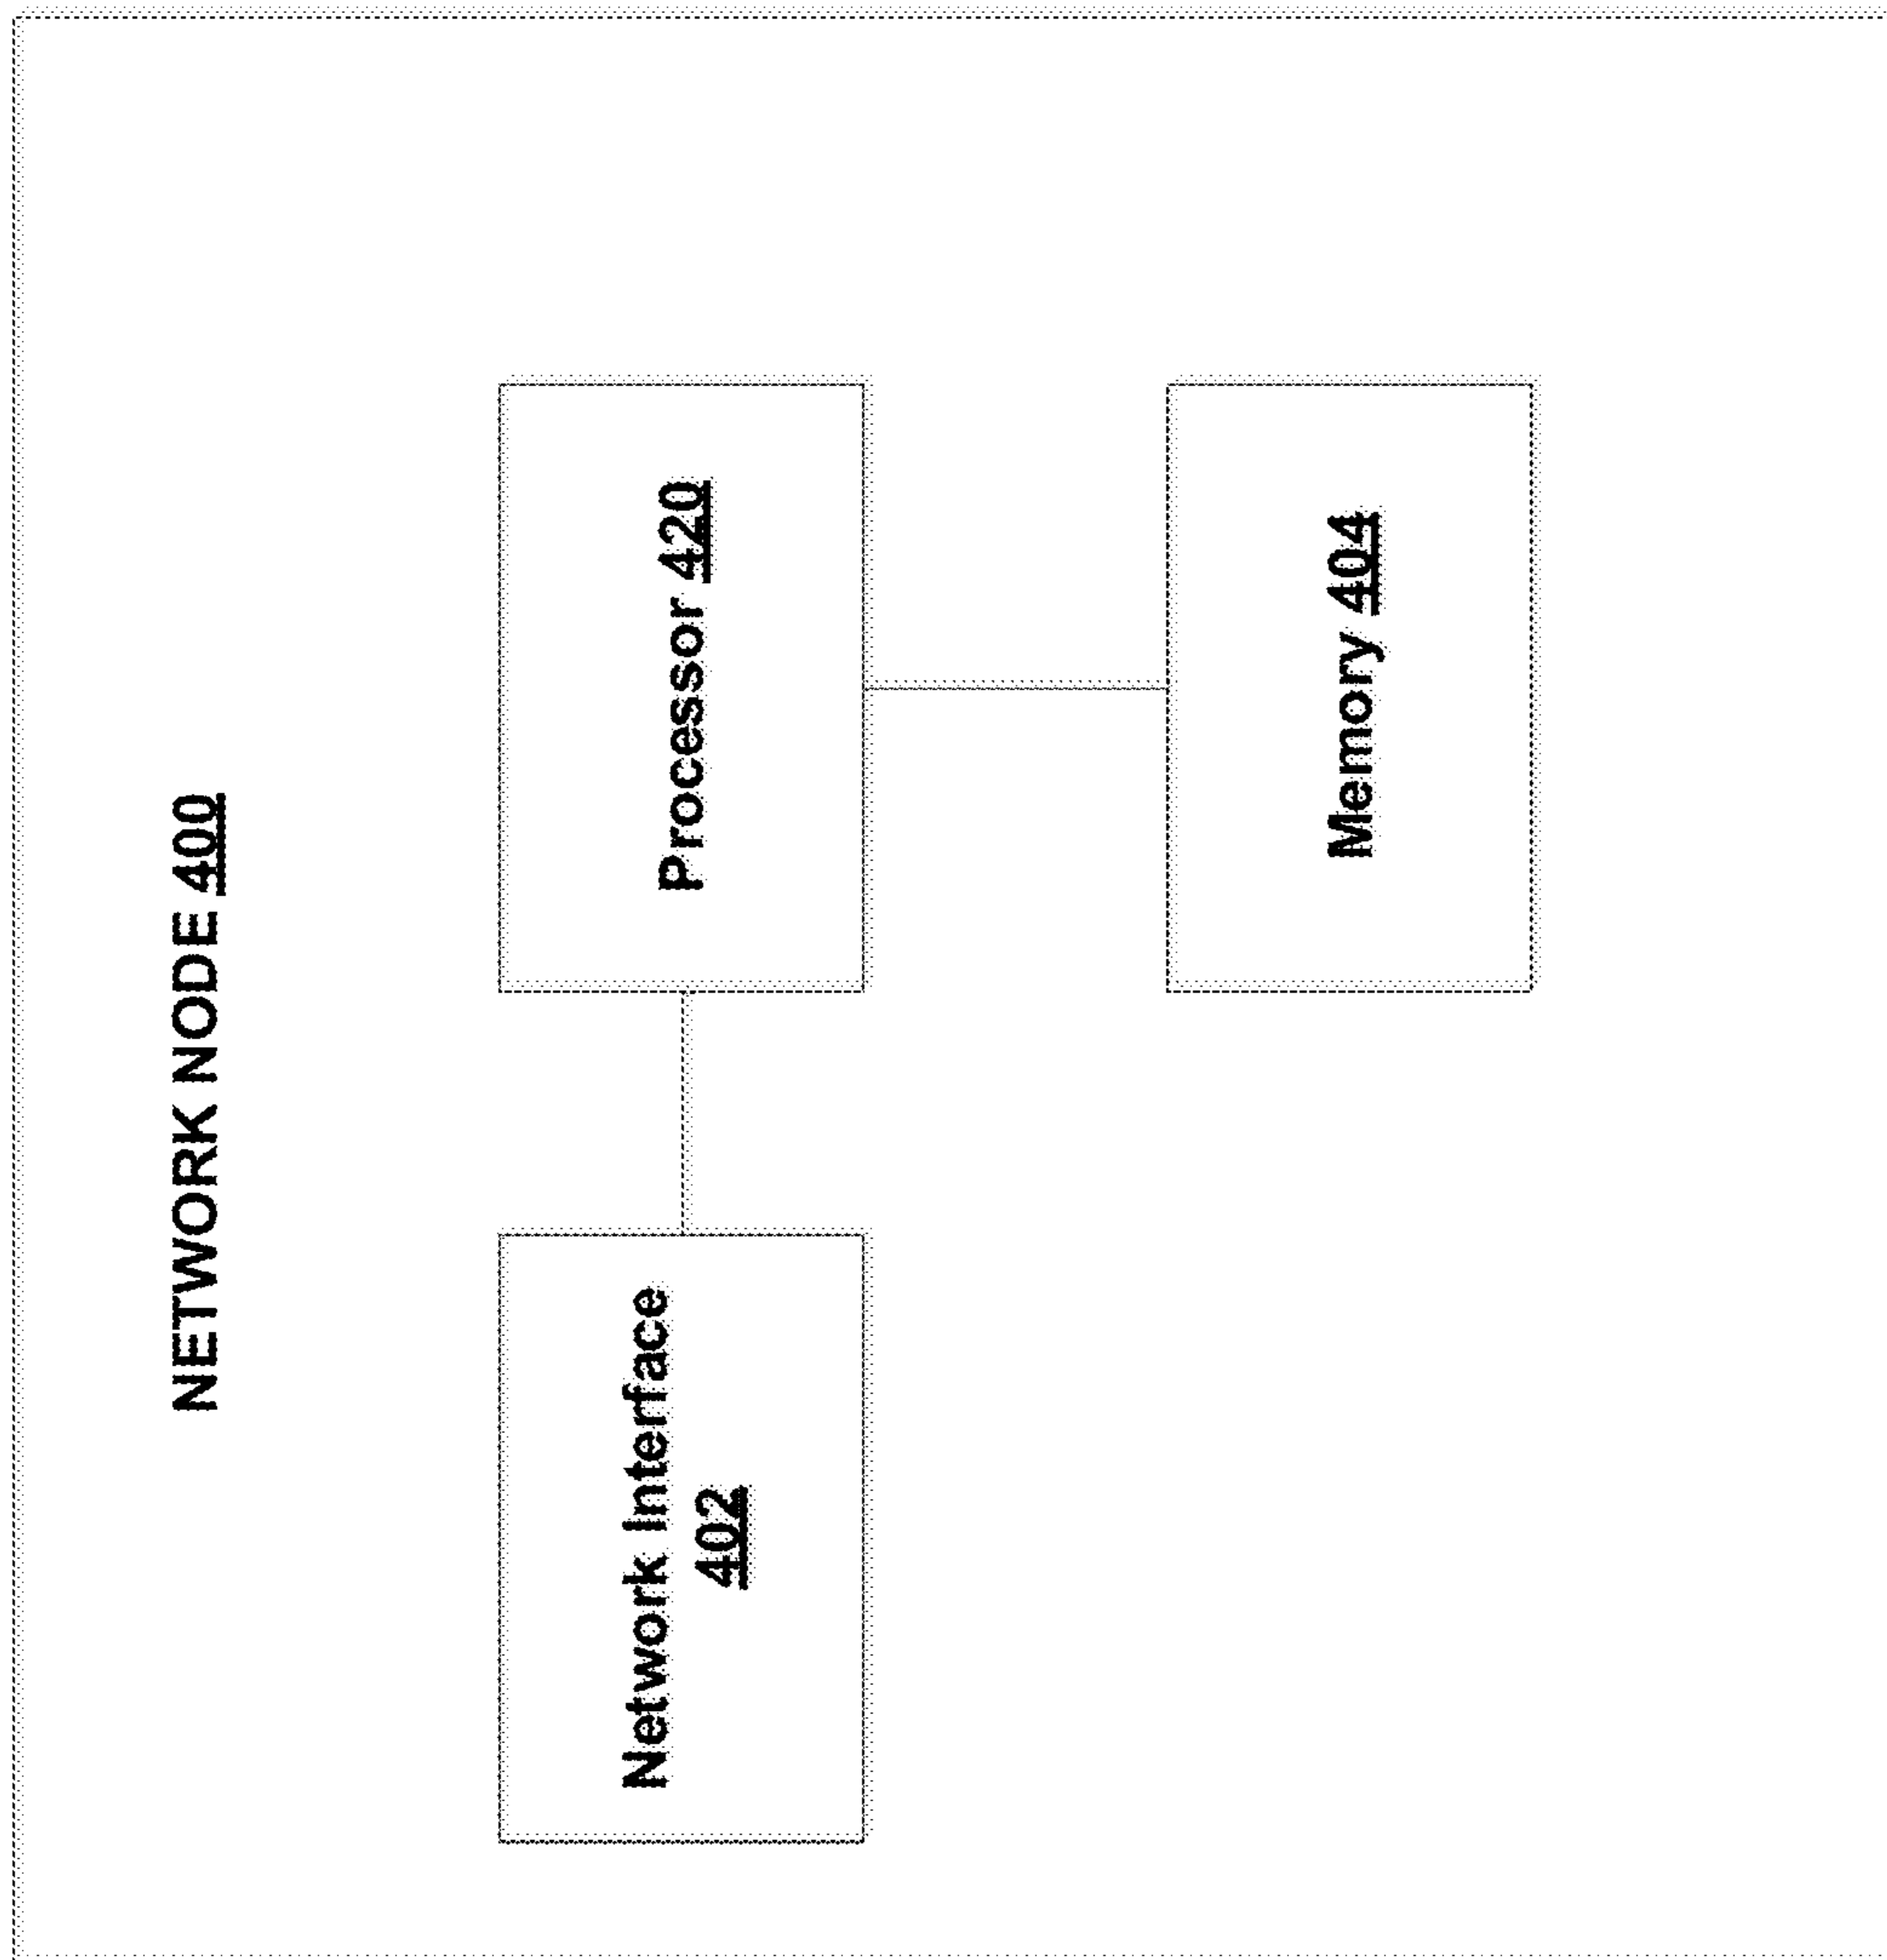 NETWORK NODE 400
Network Interface
402
Processor 420
Memory 404